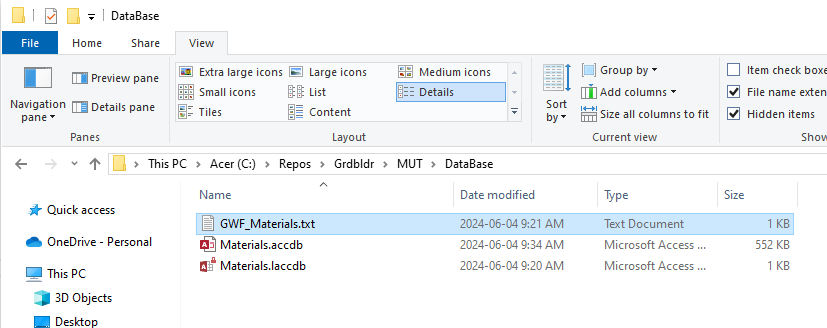 DataBase
File Home Share View
Navigation pane
Preview pane
Details pane
Panes
Extra large icons Large icons Medium icons
Small icons List Details
Tiles Content
Layout
Sort by
Group by
Add columns
Size all columns to fit
Current view
Item check boxe
File name exten
Hidden items
This PC > Acer (C:) > Repos > Grdbldr > MUT > DataBase
Quick access
OneDrive - Personal
This PC
3D Objects
Desktop
Name Date modified Type Size
GWF_Materials.txt 2024-06-04 9:21 AM Text Document 1 KB
Materials.accdb 2024-06-04 9:34 AM Microsoft Access ... 552 KB
Materials.laccdb 2024-06-04 9:20 AM Microsoft Access ... 1 KB